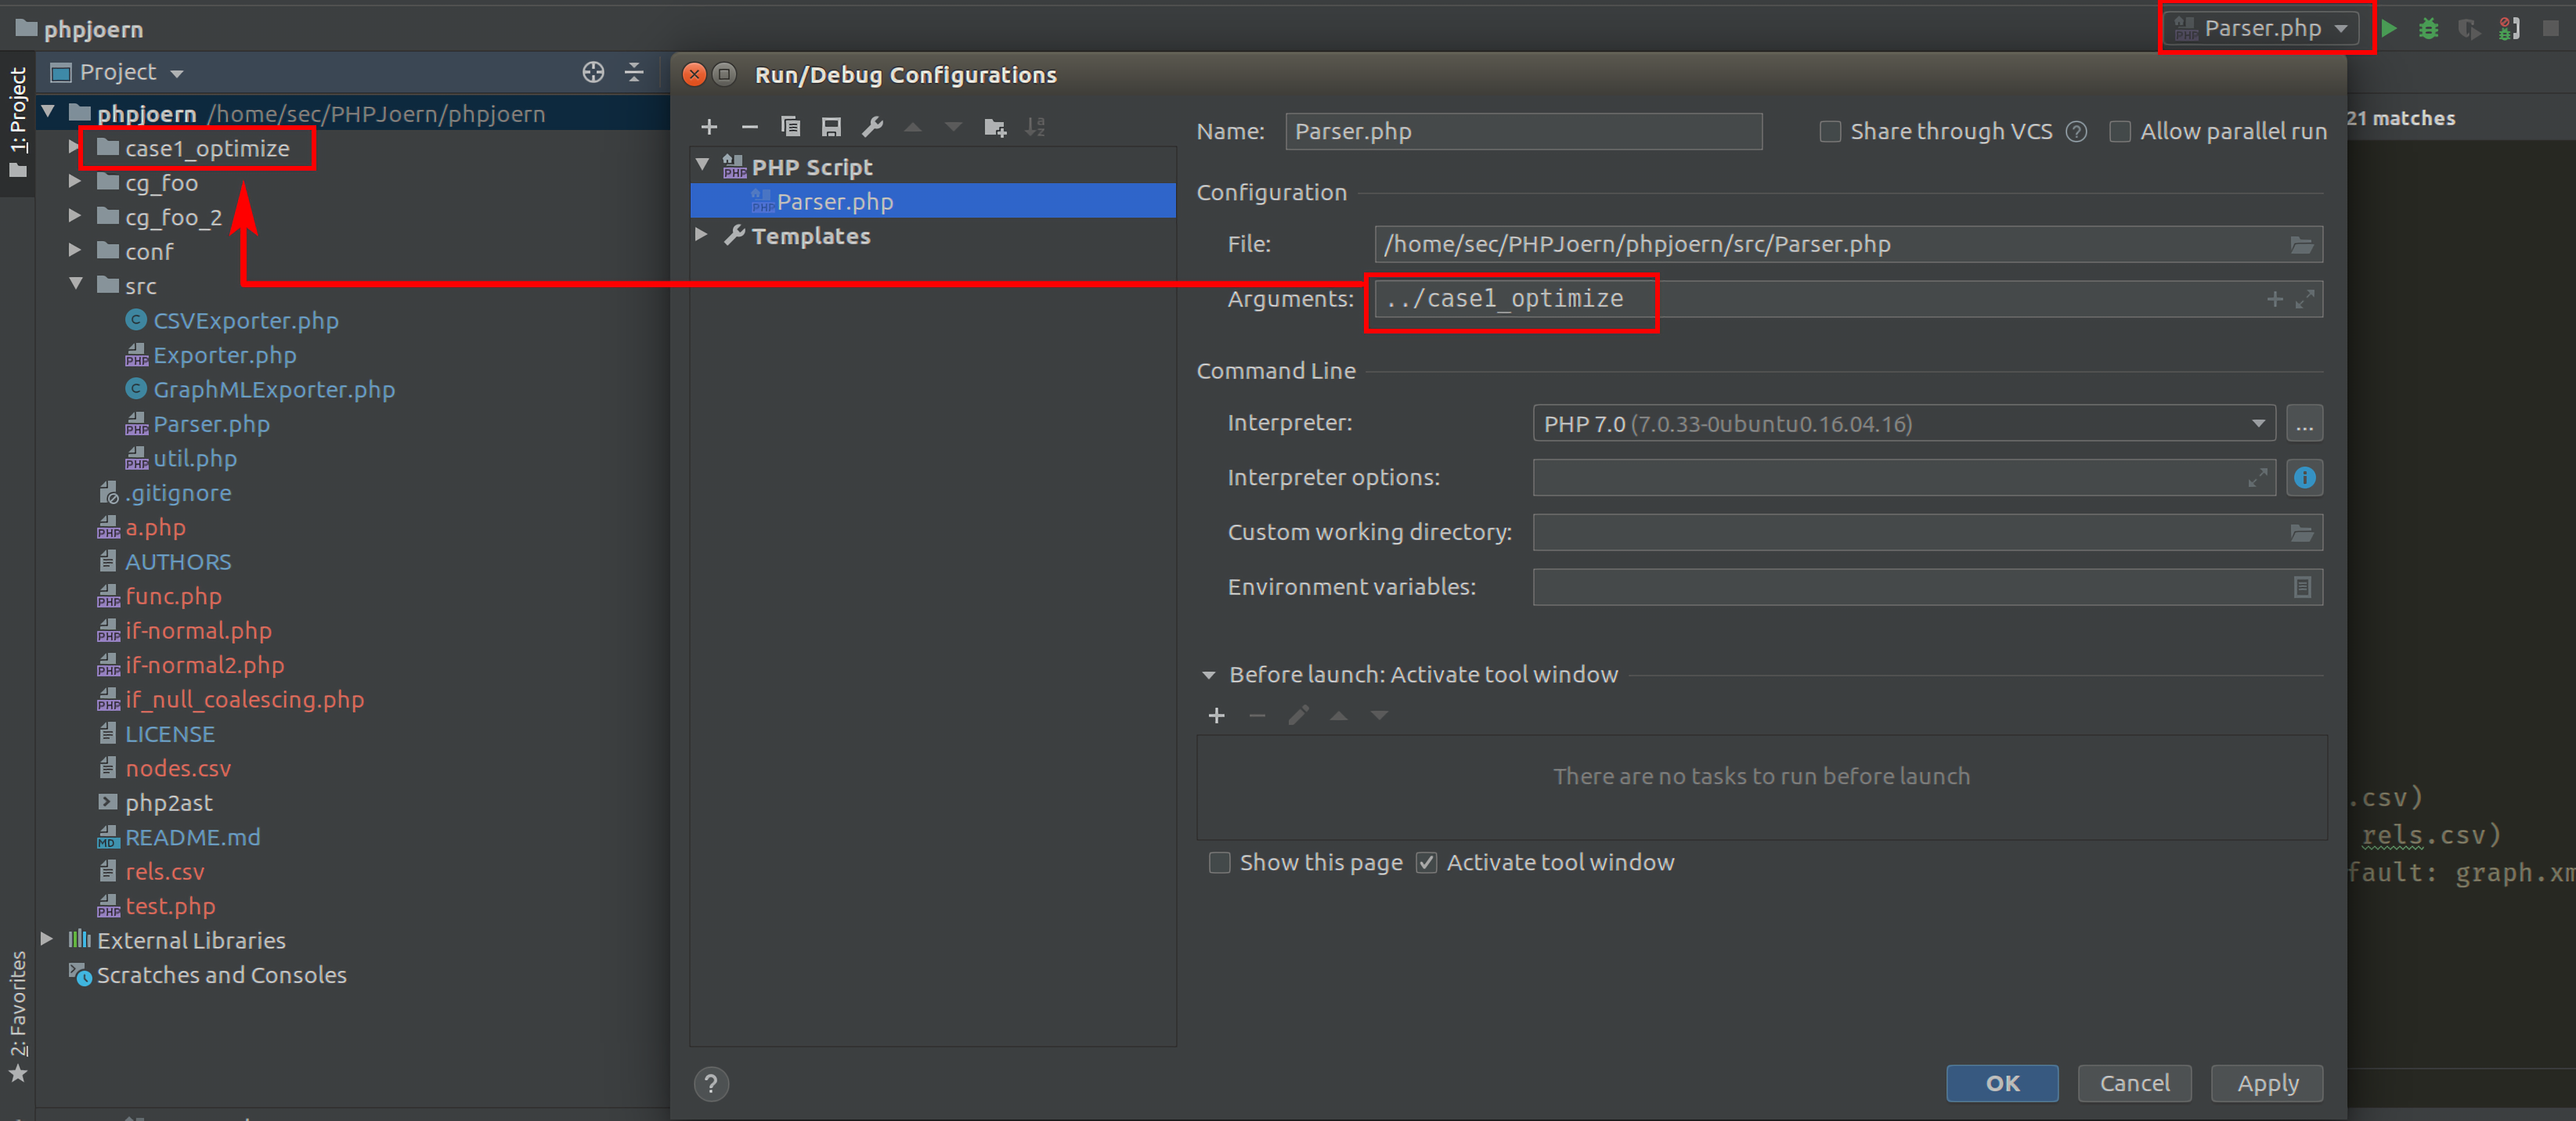 phpjoern
Parser.php
1: Project
2: Favorites
Project
phpjoern /home/sec/PHPJoern/phpjoern
case1_optimize
cg_foo
cg_foo_2
conf
src
CSVExporter.php
Exporter.php
GraphMLExporter.php
Parser.php
util.php
.gitignore
a.php
AUTHORS
func.php
if-normal.php
if-normal2.php
if_null_coalescing.php
LICENSE
nodes.csv
php2ast
README.md
rels.csv
test.php
External Libraries
Scratches and Consoles
Run/Debug Configurations
PHP Script
Parser.php
Templates
Name: Parser.php
Share through VCS ? Allow parallel run
Configuration
File: /home/sec/PHPJoern/phpjoern/src/Parser.php
Arguments: ../case1_optimize
Command Line
Interpreter: PHP 7.0 (7.0.33-0ubuntu0.16.04.16) ...
Interpreter options:
Custom working directory:
Environment variables:
Before launch: Activate tool window
There are no tasks to run before launch
Show this page Activate tool window
? OK Cancel Apply
21 matches
.csv)
rels.csv)
fault: graph.xm